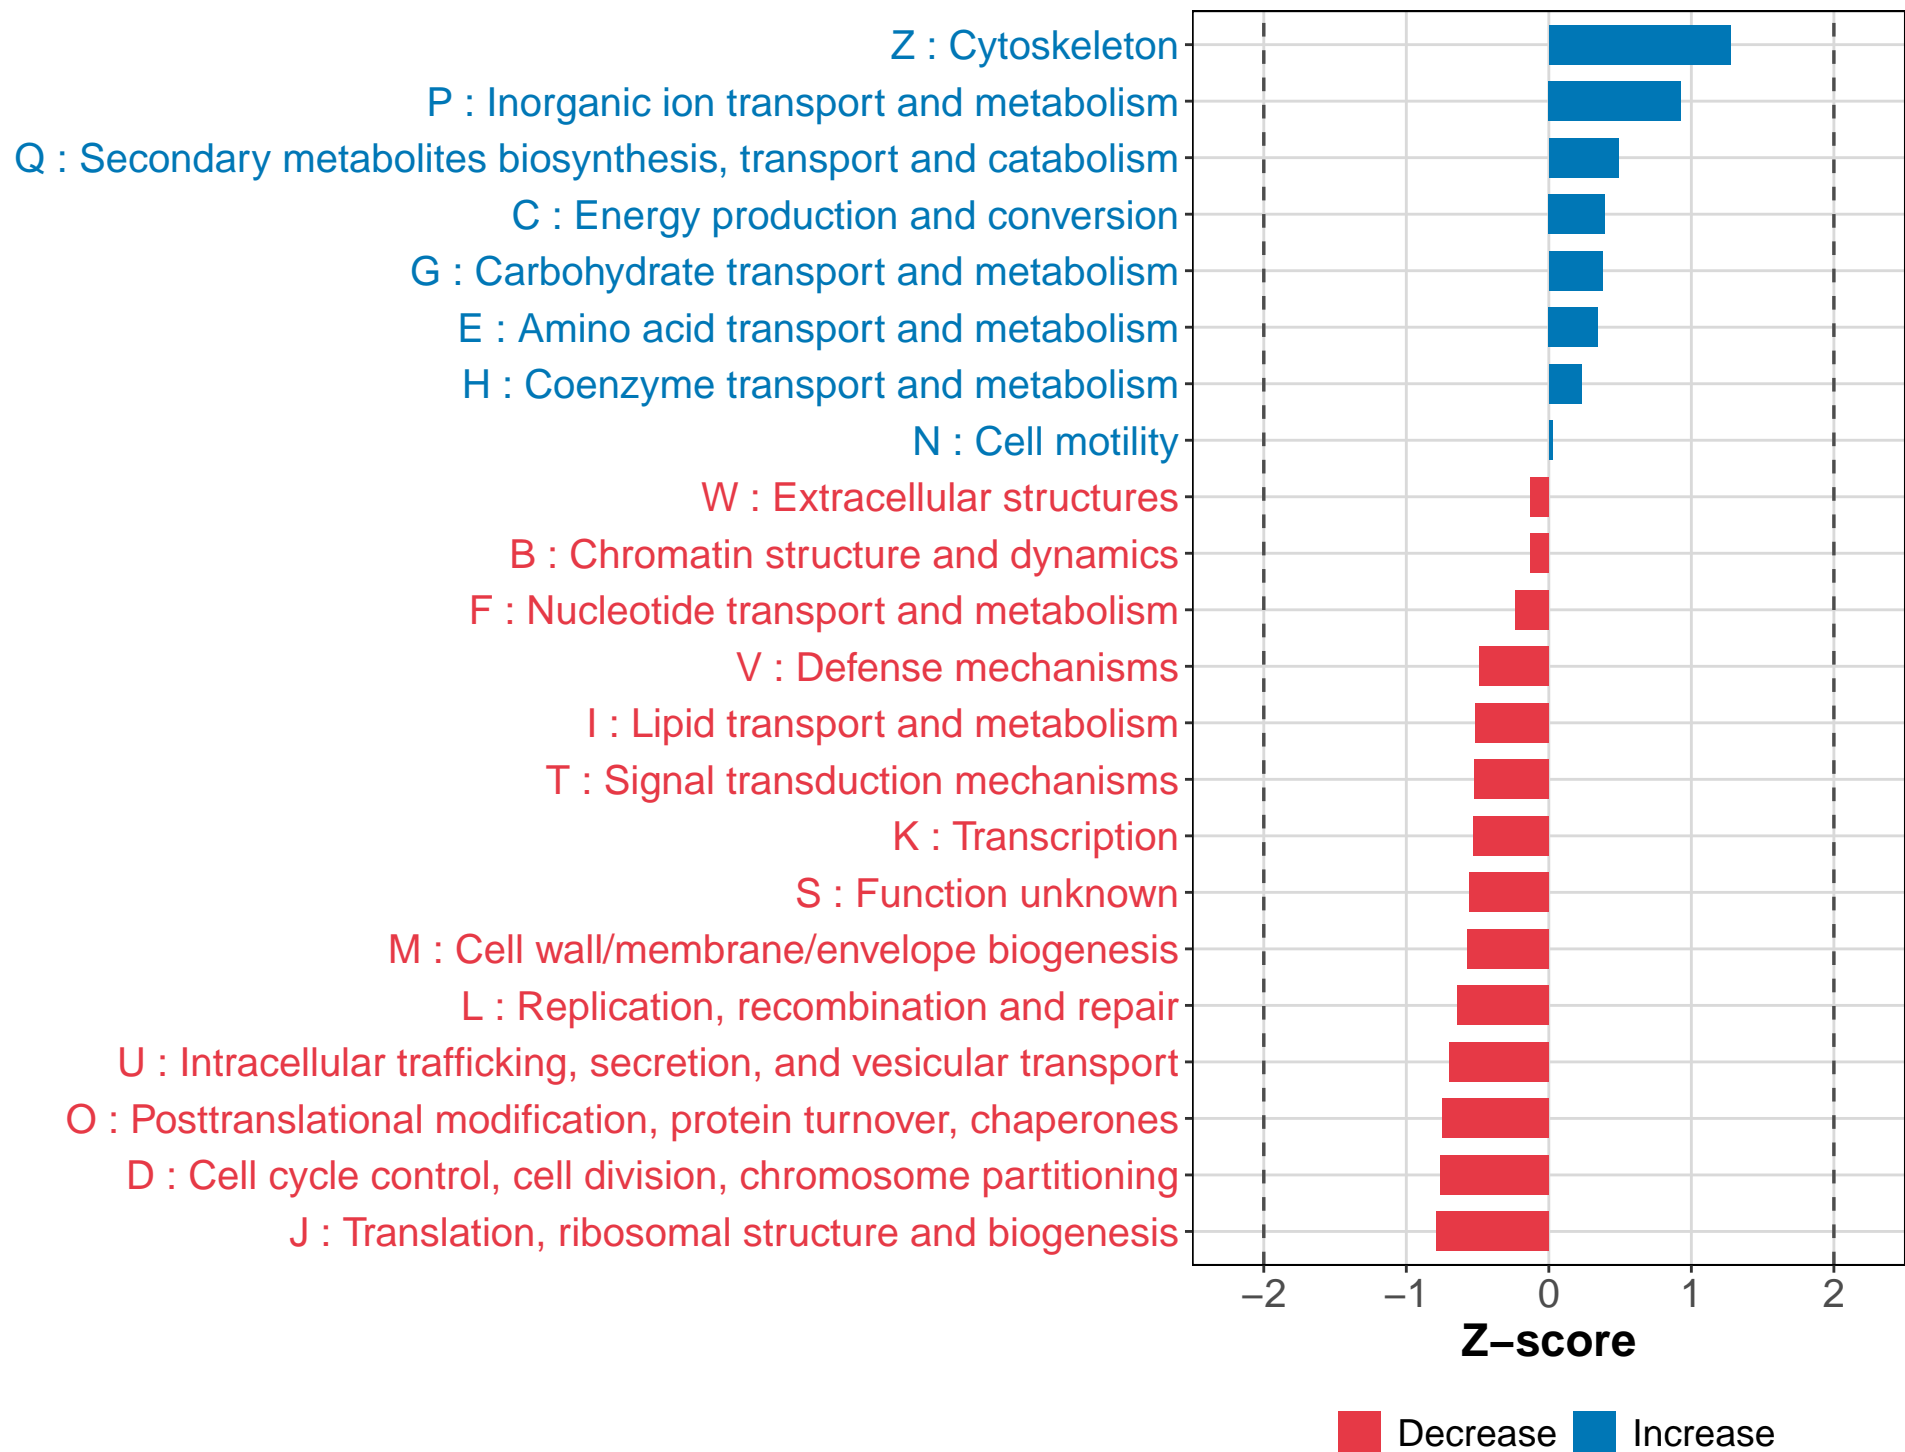 Z : Cytoskeleton
P : Inorganic ion transport and metabolism
Q : Secondary metabolites biosynthesis, transport and catabolism
C : Energy production and conversion
G : Carbohydrate transport and metabolism
E : Amino acid transport and metabolism
H : Coenzyme transport and metabolism
N : Cell motility
W : Extracellular structures
B : Chromatin structure and dynamics
F : Nucleotide transport and metabolism
V : Defense mechanisms
I : Lipid transport and metabolism
T : Signal transduction mechanisms
K : Transcription
S : Function unknown
M : Cell wall/membrane/envelope biogenesis
L : Replication, recombination and repair
U : Intracellular trafficking, secretion, and vesicular transport
O : Posttranslational modification, protein turnover, chaperones
D : Cell cycle control, cell division, chromosome partitioning
J : Translation, ribosomal structure and biogenesis
−2 −1 0 1 2
Z−score
Decrease Increase